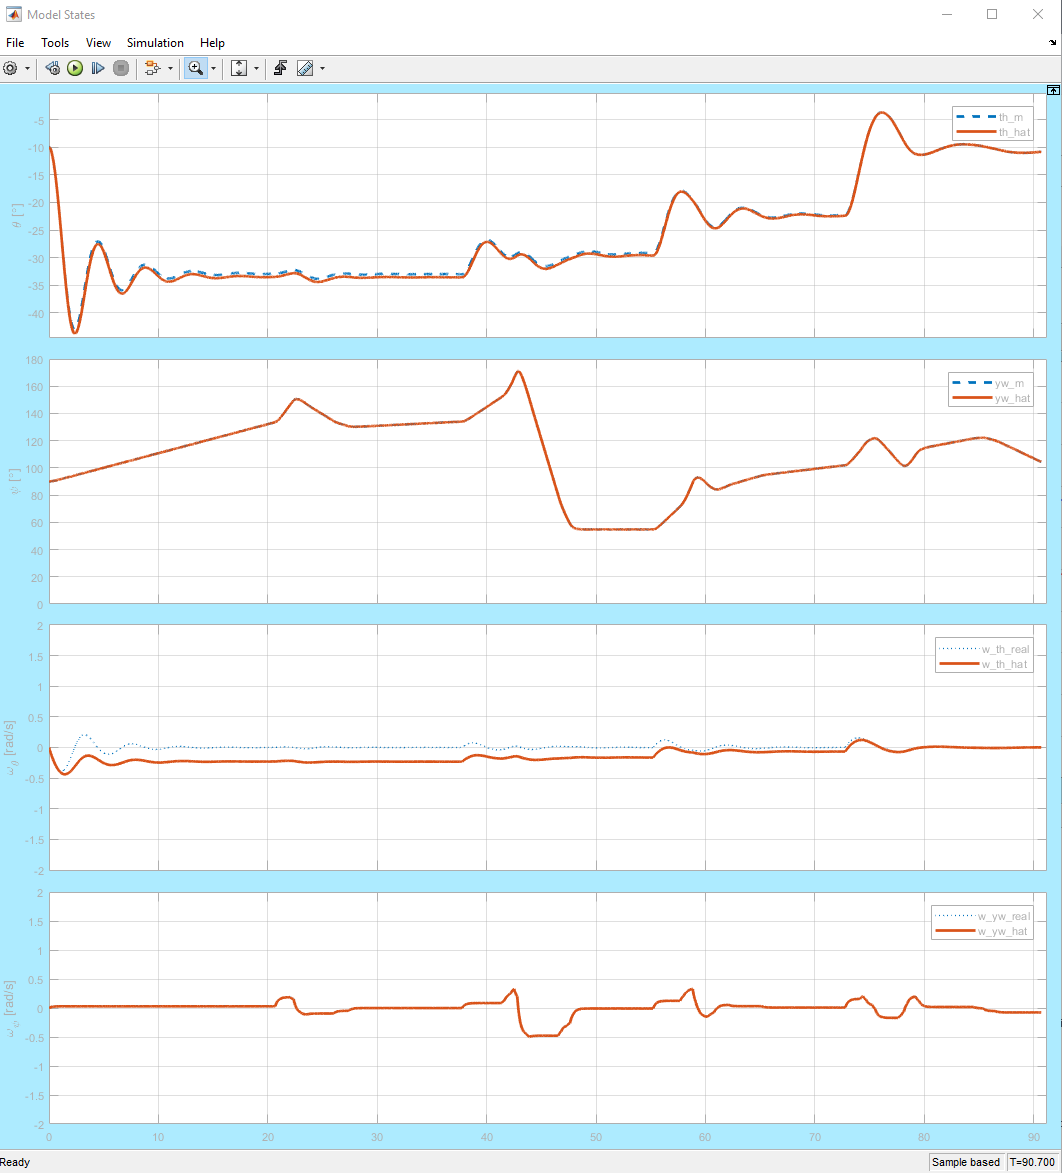 Model States
File Tools View Simulation Help
-5
-10
-15
-20
-25
-30
-35
-40
θ [°]
th_m
th_hat
180
160
140
120
100
80
60
40
20
0
ψ [°]
yw_m
yw_hat
2
1.5
1
0.5
0
-0.5
-1
-1.5
-2
ω_θ [rad/s]
w_th_real
w_th_hat
2
1.5
1
0.5
0
-0.5
-1
-1.5
-2
ω_ψ [rad/s]
w_yw_real
w_yw_hat
0 10 20 30 40 50 60 70 80 90
Ready Sample based T=90.700